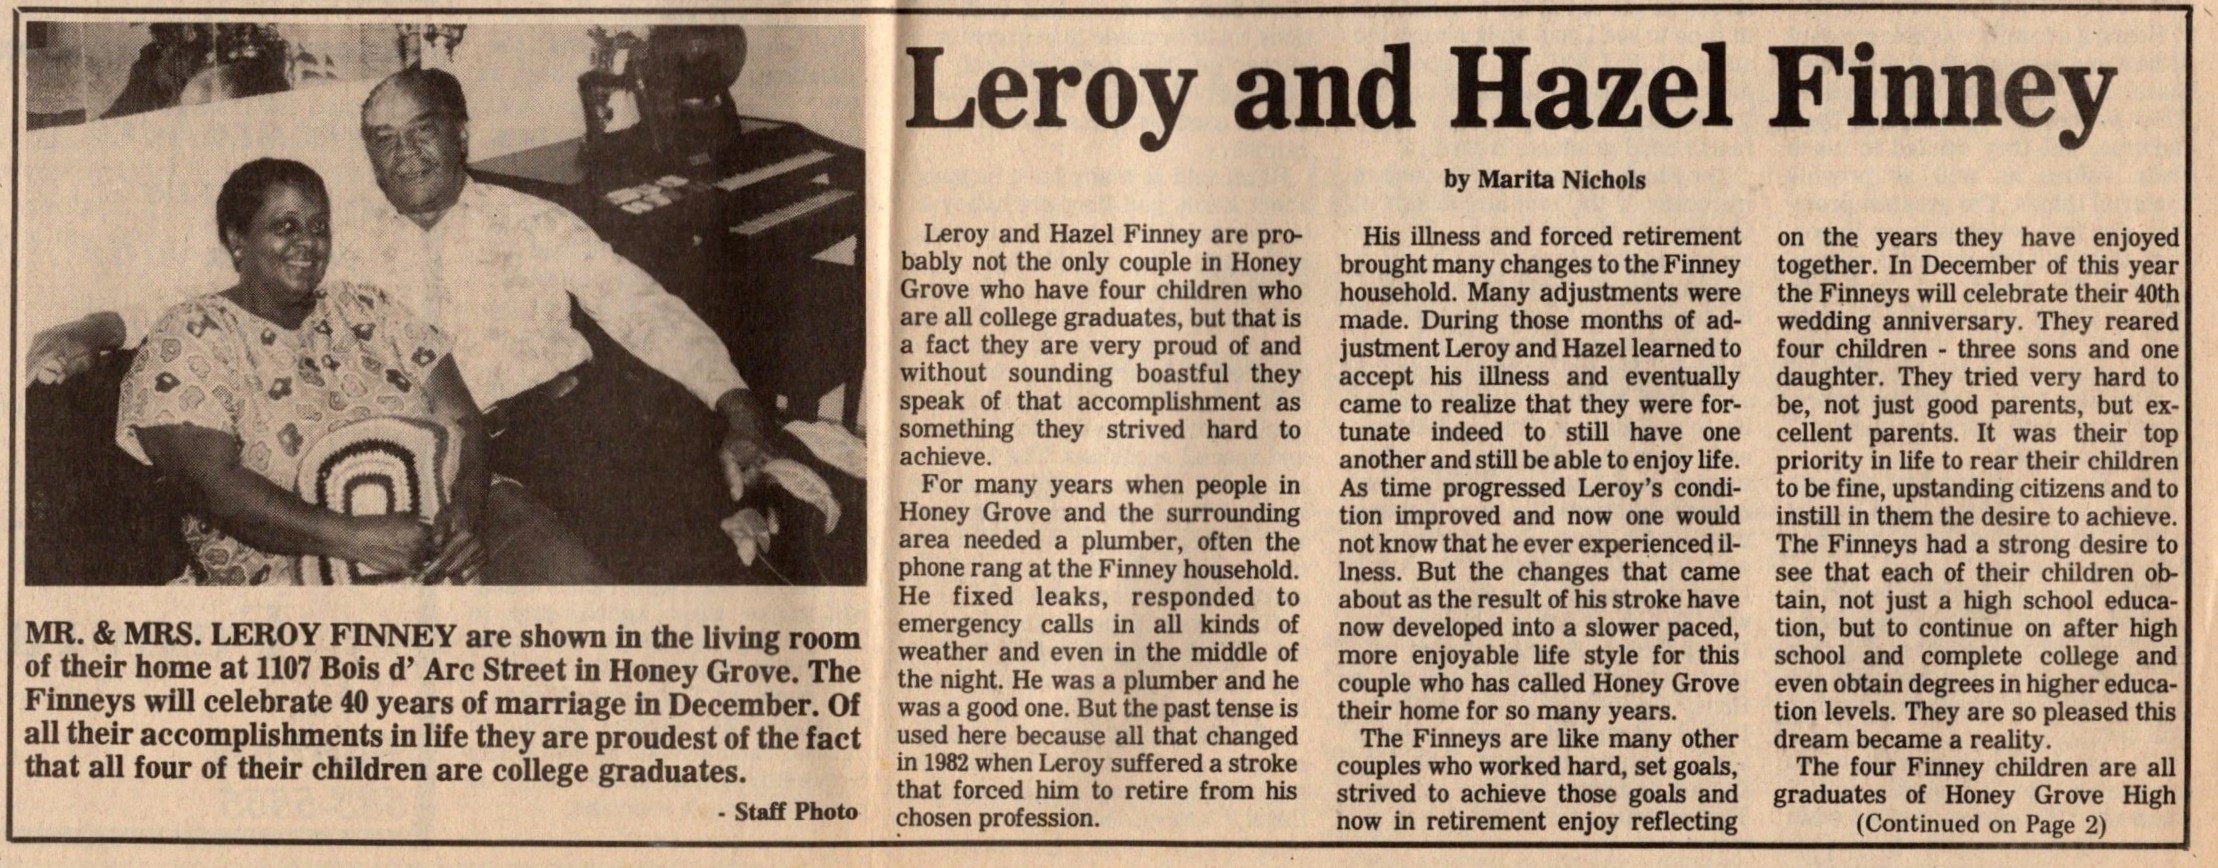 Leroy and Hazel Finney
by Marita Nichols
MR. & MRS. LEROY FINNEY are shown in the living room
of their home at 1107 Bois d' Arc Street in Honey Grove. The
Finneys will celebrate 40 years of marriage in December. Of
all their accomplishments in life they are proudest of the fact
that all four of their children are college graduates.
- Staff Photo
Leroy and Hazel Finney are pro-
bably not the only couple in Honey
Grove who have four children who
are all college graduates, but that is
a fact they are very proud of and
without sounding boastful they
speak of that accomplishment as
something they strived hard to
achieve.
For many years when people in
Honey Grove and the surrounding
area needed a plumber, often the
phone rang at the Finney household.
He fixed leaks, responded to
emergency calls in all kinds of
weather and even in the middle of
the night. He was a plumber and he
was a good one. But the past tense is
used here because all that changed
in 1982 when Leroy suffered a stroke
that forced him to retire from his
chosen profession.
His illness and forced retirement
brought many changes to the Finney
household. Many adjustments were
made. During those months of ad-
justment Leroy and Hazel learned to
accept his illness and eventually
came to realize that they were for-
tunate indeed to still have one
another and still be able to enjoy life.
As time progressed Leroy's condi-
tion improved and now one would
not know that he ever experienced il-
lness. But the changes that came
about as the result of his stroke have
now developed into a slower paced,
more enjoyable life style for this
couple who has called Honey Grove
their home for so many years.
The Finneys are like many other
couples who worked hard, set goals,
strived to achieve those goals and
now in retirement enjoy reflecting
on the years they have enjoyed
together. In December of this year
the Finneys will celebrate their 40th
wedding anniversary. They reared
four children - three sons and one
daughter. They tried very hard to
be, not just good parents, but ex-
cellent parents. It was their top
priority in life to rear their children
to be fine, upstanding citizens and to
instill in them the desire to achieve.
The Finneys had a strong desire to
see that each of their children ob-
tain, not just a high school educa-
tion, but to continue on after high
school and complete college and
even obtain degrees in higher educa-
tion levels. They are so pleased this
dream became a reality.
The four Finney children are all
graduates of Honey Grove High
(Continued on Page 2)